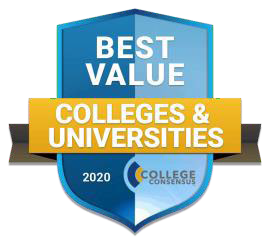 BEST
VALUE
COLLEGES &
UNIVERSITIES
2020
COLLEGE
CONSENSUS